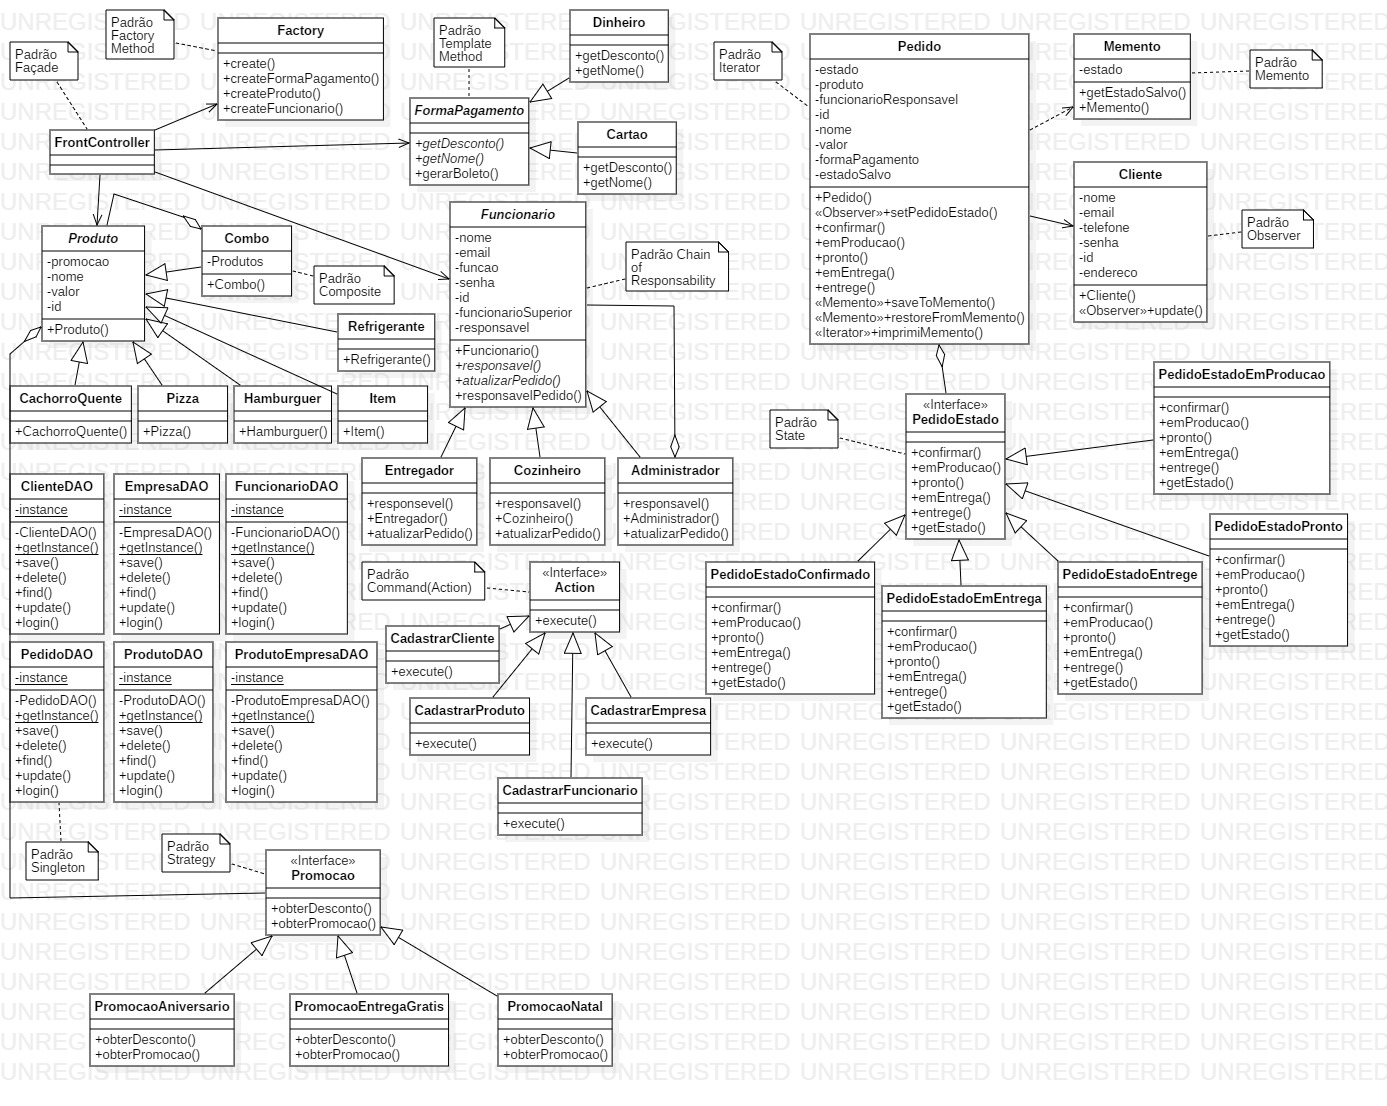 Padrão
Façade
Padrão
Factory
Method
Factory
+create()
+createFormaPagamento()
+createProduto()
+createFuncionario()
FrontController
Padrão
Template
Method
FormaPagamento
+getDesconto()
+getNome()
+gerarBoleto()
Dinheiro
+getDesconto()
+getNome()
Cartao
+getDesconto()
+getNome()
Padrão
Iterator
Pedido
-estado
-produto
-funcionarioResponsavel
-id
-nome
-valor
-formaPagamento
-estadoSalvo
+Pedido()
«Observer»+setPedidoEstado()
+confirmar()
+emProducao()
+pronto()
+emEntrega()
+entrege()
«Memento»+saveToMemento()
«Memento»+restoreFromMemento()
«Iterator»+imprimiMemento()
Memento
-estado
+getEstadoSalvo()
+Memento()
Padrão
Memento
Cliente
-nome
-email
-telefone
-senha
-id
-endereco
+Cliente()
«Observer»+update()
Padrão
Observer
Produto
-promocao
-nome
-valor
-id
+Produto()
Combo
-Produtos
+Combo()
Padrão
Composite
Refrigerante
+Refrigerante()
CachorroQuente
+CachorroQuente()
Pizza
+Pizza()
Hamburguer
+Hamburguer()
Item
+Item()
Funcionario
-nome
-email
-funcao
-senha
-id
-funcionarioSuperior
-responsavel
+Funcionario()
+responsavel()
+atualizarPedido()
+responsavelPedido()
Padrão Chain
of
Responsability
Entregador
+responsevel()
+Entregador()
+atualizarPedido()
Cozinheiro
+responsavel()
+Cozinheiro()
+atualizarPedido()
Administrador
+responsavel()
+Administrador()
+atualizarPedido()
Padrão
State
«Interface»
PedidoEstado
+confirmar()
+emProducao()
+pronto()
+emEntrega()
+entrege()
+getEstado()
PedidoEstadoEmProducao
+confirmar()
+emProducao()
+pronto()
+emEntrega()
+entrege()
+getEstado()
PedidoEstadoPronto
+confirmar()
+emProducao()
+pronto()
+emEntrega()
+entrege()
+getEstado()
PedidoEstadoConfirmado
+confirmar()
+emProducao()
+pronto()
+emEntrega()
+entrege()
+getEstado()
PedidoEstadoEmEntrega
+confirmar()
+emProducao()
+pronto()
+emEntrega()
+entrege()
+getEstado()
PedidoEstadoEntrege
+confirmar()
+emProducao()
+pronto()
+emEntrega()
+entrege()
+getEstado()
ClienteDAO
-instance
-ClienteDAO()
+getInstance()
+save()
+delete()
+find()
+update()
+login()
EmpresaDAO
-instance
-EmpresaDAO()
+getInstance()
+save()
+delete()
+find()
+update()
+login()
FuncionarioDAO
-instance
-FuncionarioDAO()
+getInstance()
+save()
+delete()
+find()
+update()
+login()
PedidoDAO
-instance
-PedidoDAO()
+getInstance()
+save()
+delete()
+find()
+update()
+login()
ProdutoDAO
-instance
-ProdutoDAO()
+getInstance()
+save()
+delete()
+find()
+update()
+login()
ProdutoEmpresaDAO
-instance
-ProdutoEmpresaDAO()
+getInstance()
+save()
+delete()
+find()
+update()
+login()
Padrão
Singleton
Padrão
Command(Action)
«Interface»
Action
+execute()
CadastrarCliente
+execute()
CadastrarProduto
+execute()
CadastrarEmpresa
+execute()
CadastrarFuncionario
+execute()
Padrão
Strategy
«Interface»
Promocao
+obterDesconto()
+obterPromocao()
PromocaoAniversario
+obterDesconto()
+obterPromocao()
PromocaoEntregaGratis
+obterDesconto()
+obterPromocao()
PromocaoNatal
+obterDesconto()
+obterPromocao()
UNREGISTERED